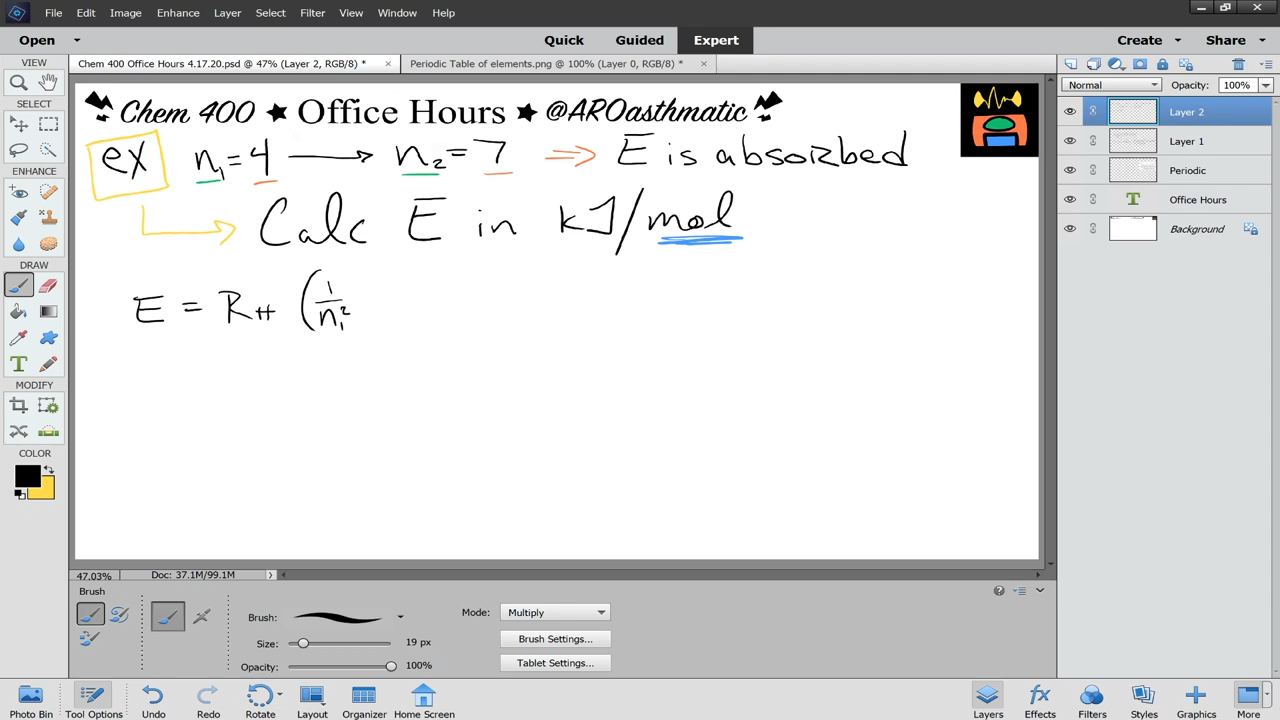 File Edit Image Enhance Layer Select Filter View Window Help
Open Quick Guided Expert Create Share
VIEW
SELECT
ENHANCE
DRAW
MODIFY
COLOR
Chem 400 Office Hours 4.17.20.psd @ 47% (Layer 2, RGB/8) *
Periodic Table of elements.png @ 100% (Layer 0, RGB/8) *
Chem 400 ★ Office Hours ★ @AROasthmatic
ex n₁=4 → n₂=7 ⇒ E is absorbed
Calc E in kJ/mol
E = R_H (1/n₁²
47.03% Doc: 37.1M/99.1M
Brush
Brush:
Size: 19 px
Opacity: 100%
Mode: Multiply
Brush Settings...
Tablet Settings...
Normal Opacity: 100%
Layer 2
Layer 1
Periodic
T Office Hours
Background
Photo Bin Tool Options Undo Redo Rotate Layout Organizer Home Screen Layers Effects Filters Styles Graphics More